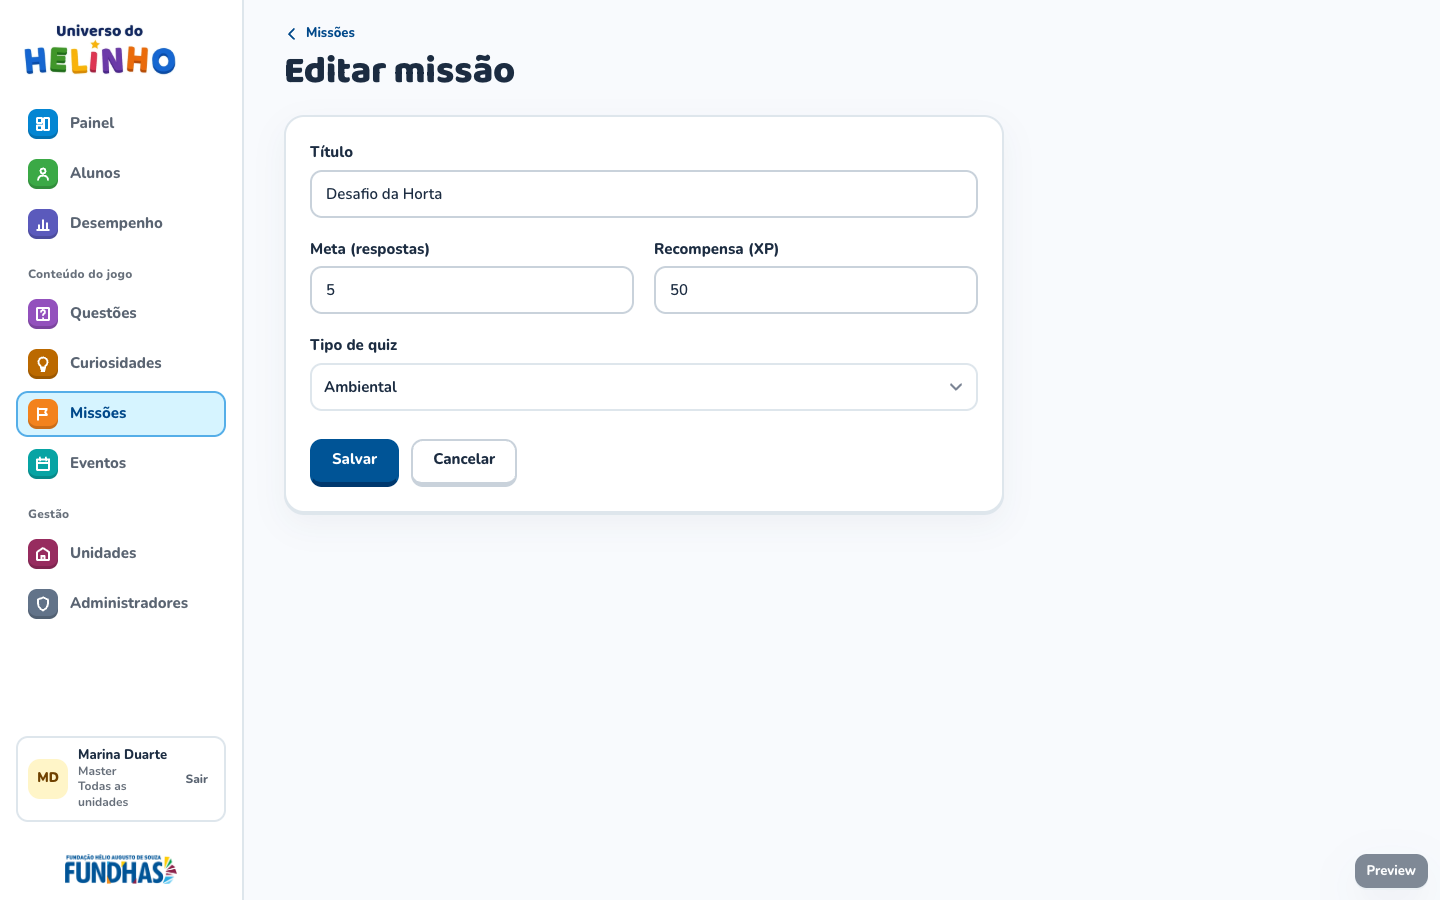 Universo do
HELINHO
Painel
Alunos
Desempenho
Conteúdo do jogo
Questões
Curiosidades
Missões
Eventos
Gestão
Unidades
Administradores
MD
Marina Duarte
Master
Todas as
unidades
Sair
FUNDAÇÃO HÉLIO AUGUSTO DE SOUZA
FUNDHAS
Missões
Editar missão
Título
Desafio da Horta
Meta (respostas)
Recompensa (XP)
5
50
Tipo de quiz
Ambiental
Salvar
Cancelar
Preview